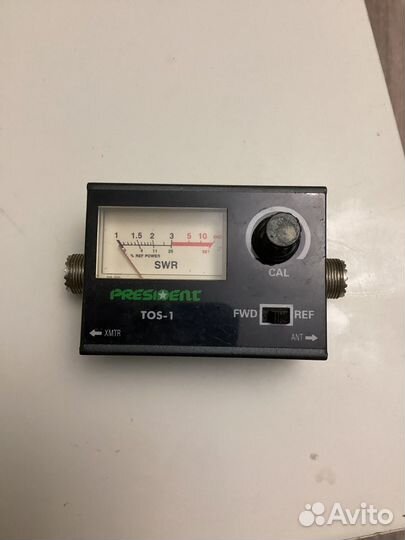 1 1.5 2 3 5 10
% REF POWER
SWR
PRESIDENT
TOS-1
CAL
FWD REF
XMTR
ANT
Avito